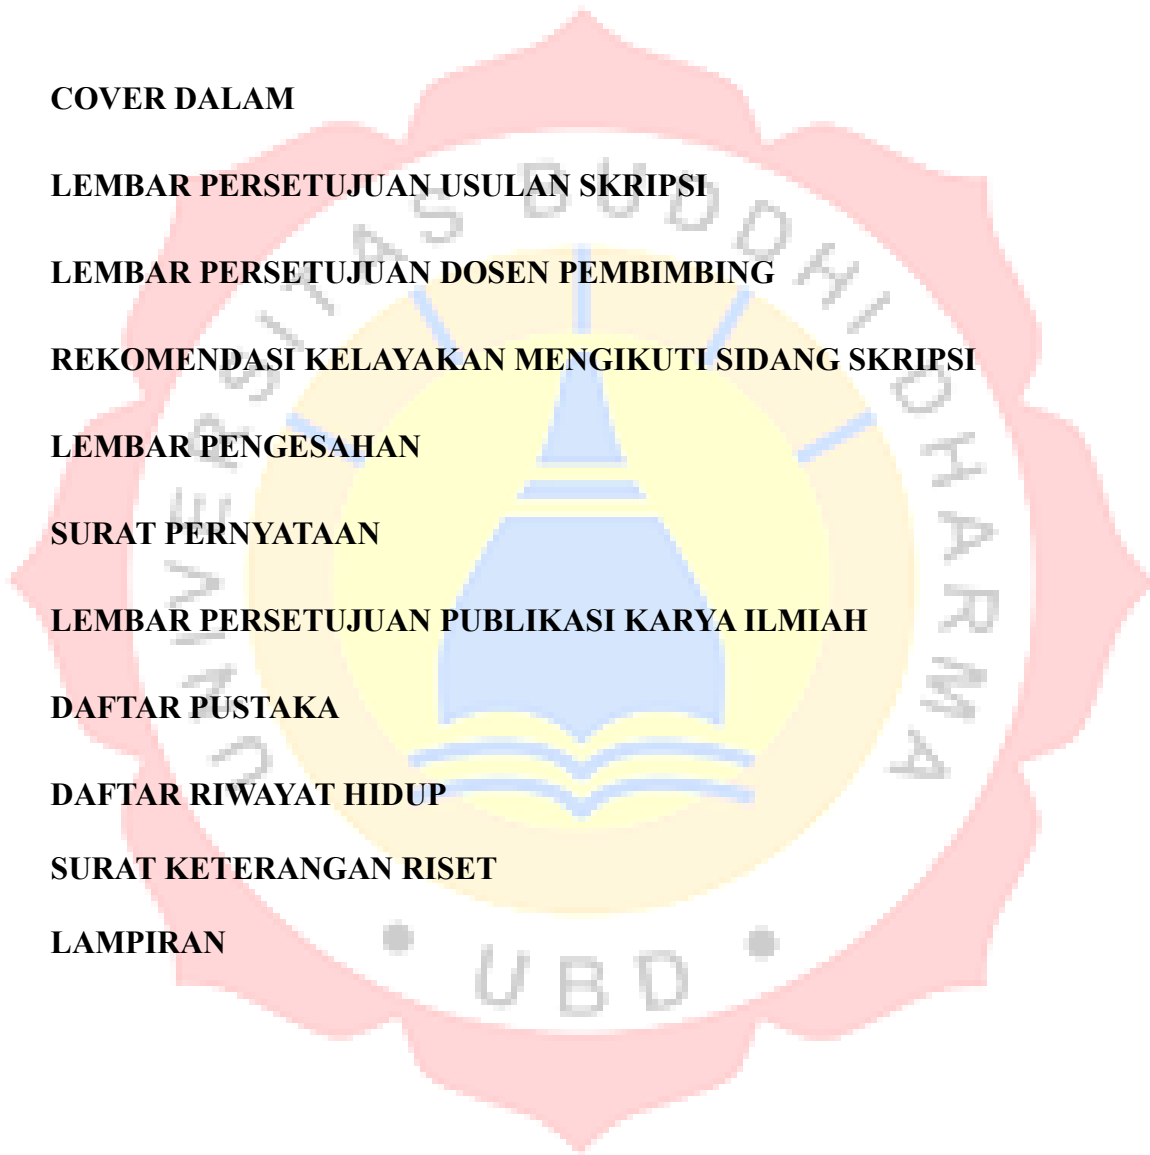 COVER DALAM
LEMBAR PERSETUJUAN USULAN SKRIPSI
LEMBAR PERSETUJUAN DOSEN PEMBIMBING
REKOMENDASI KELAYAKAN MENGIKUTI SIDANG SKRIPSI
LEMBAR PENGESAHAN
SURAT PERNYATAAN
LEMBAR PERSETUJUAN PUBLIKASI KARYA ILMIAH
DAFTAR PUSTAKA
DAFTAR RIWAYAT HIDUP
SURAT KETERANGAN RISET
LAMPIRAN
UNIVERSITAS BUDDHI DHARMA
• UBD •